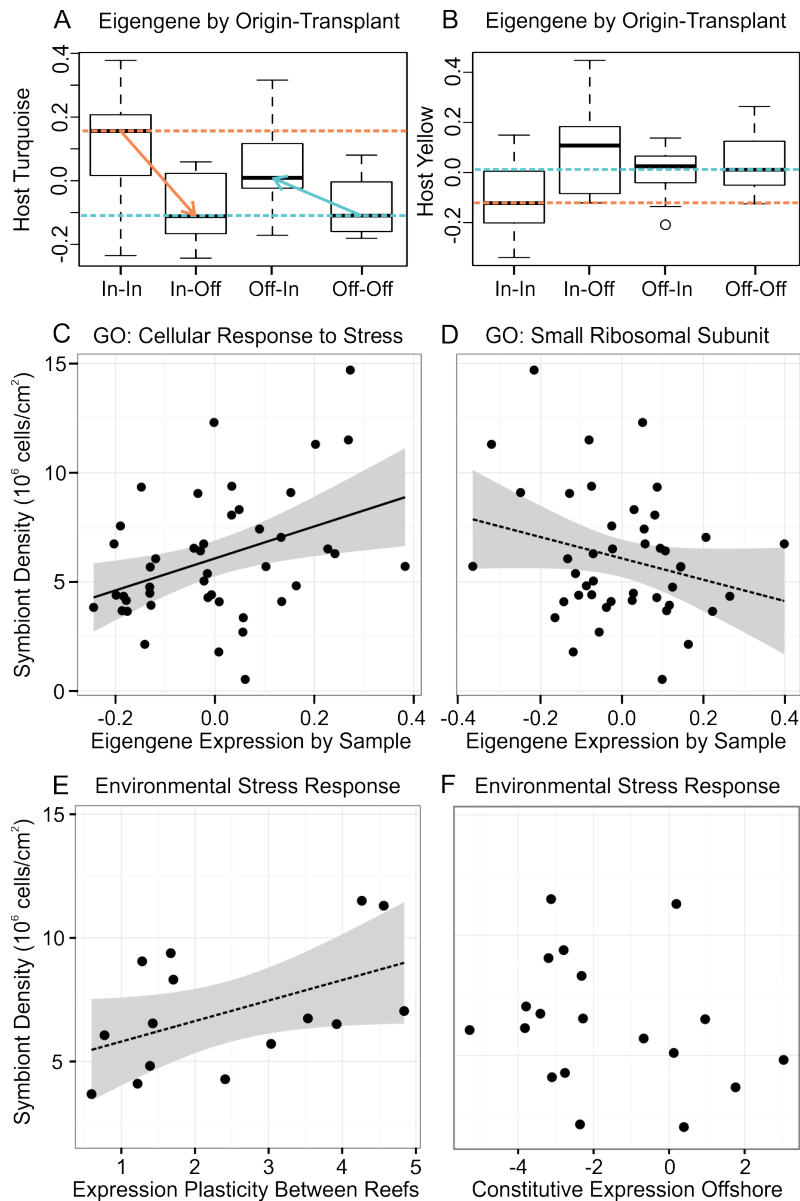 A Eigengene by Origin-Transplant
Host Turquoise
0.4
0.2
0.0
-0.2
In-In In-Off Off-In Off-Off
B Eigengene by Origin-Transplant
Host Yellow
0.4
0.2
0.0
-0.2
In-In In-Off Off-In Off-Off
C GO: Cellular Response to Stress
Symbiont Density (10⁶ cells/cm²)
15
10
5
0
-0.2 0.0 0.2 0.4
Eigengene Expression by Sample
D GO: Small Ribosomal Subunit
-0.4 -0.2 0.0 0.2 0.4
Eigengene Expression by Sample
E Environmental Stress Response
Symbiont Density (10⁶ cells/cm²)
15
10
5
1 2 3 4 5
Expression Plasticity Between Reefs
F Environmental Stress Response
-4 -2 0 2
Constitutive Expression Offshore